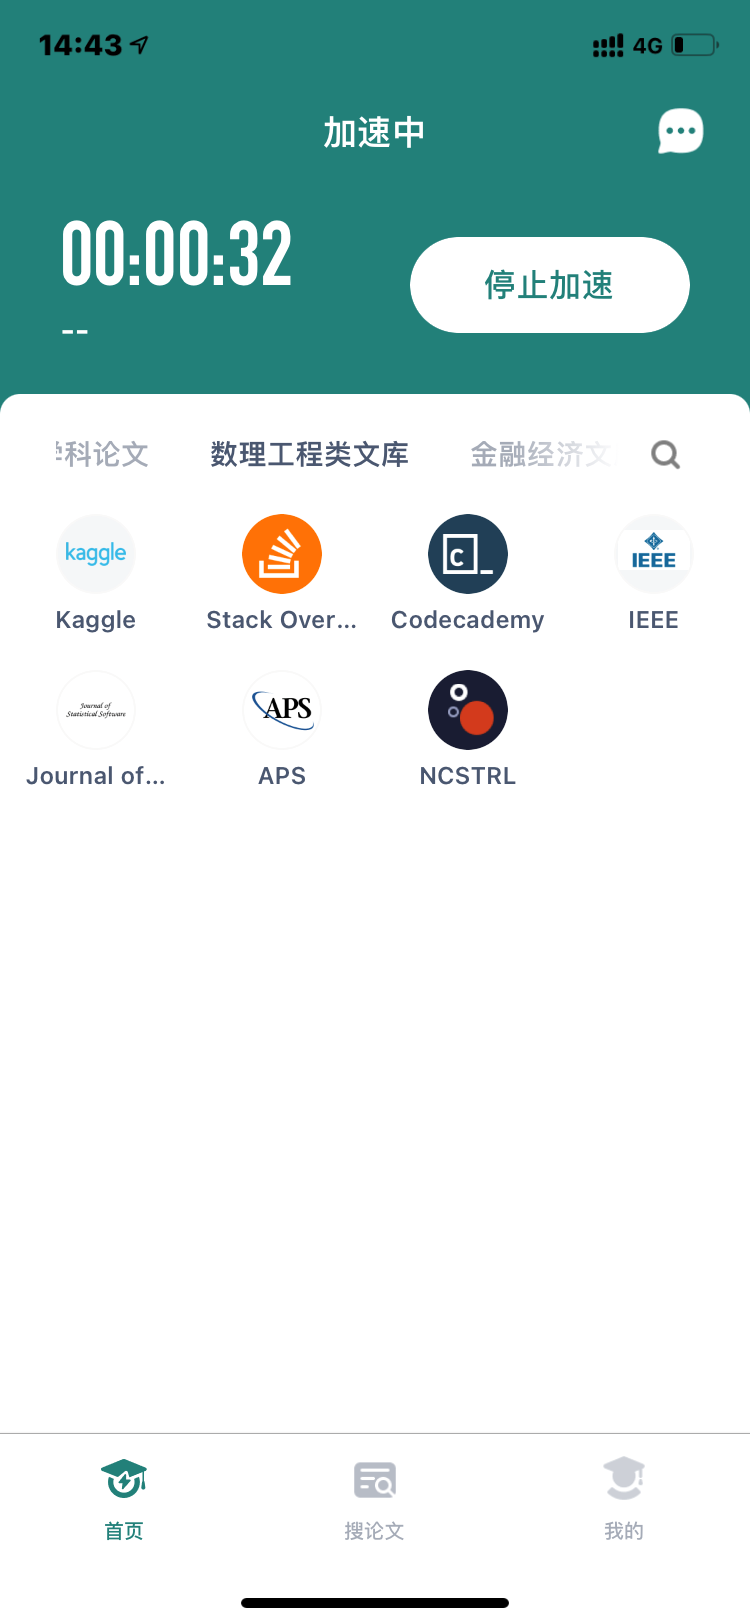 14:43
4G
加速中
00:00:32
--
停止加速
学科论文
数理工程类文库
金融经济文
kaggle
IEEE
Kaggle
Stack Over...
Codecademy
IEEE
Journal of
Statistical Software
APS
Journal of...
APS
NCSTRL
首页
搜论文
我的